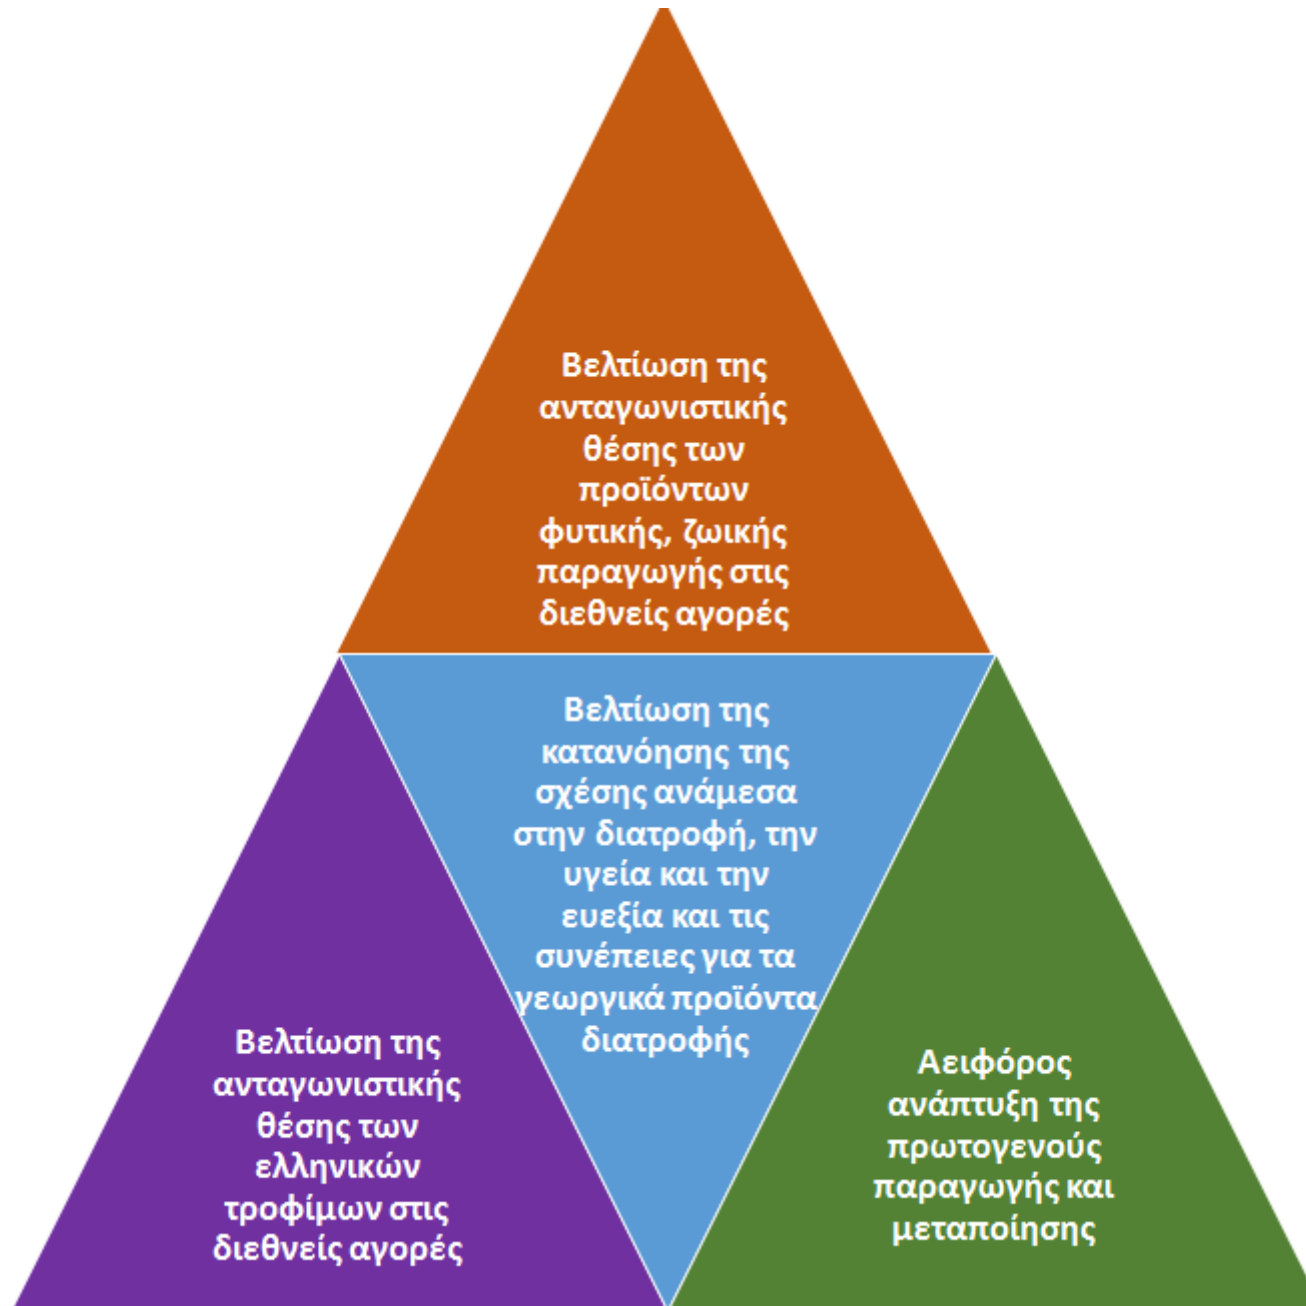 Βελτίωση της
ανταγωνιστικής
θέσης των
προϊόντων
φυτικής, ζωικής
παραγωγής στις
διεθνείς αγορές
Βελτίωση της
κατανόησης της
σχέσης ανάμεσα
στην διατροφή, την
υγεία και την
ευεξία και τις
συνέπειες για τα
γεωργικά προϊόντα
διατροφής
Βελτίωση της
ανταγωνιστικής
θέσης των
ελληνικών
τροφίμων στις
διεθνείς αγορές
Αειφόρος
ανάπτυξη της
πρωτογενούς
παραγωγής και
μεταποίησης